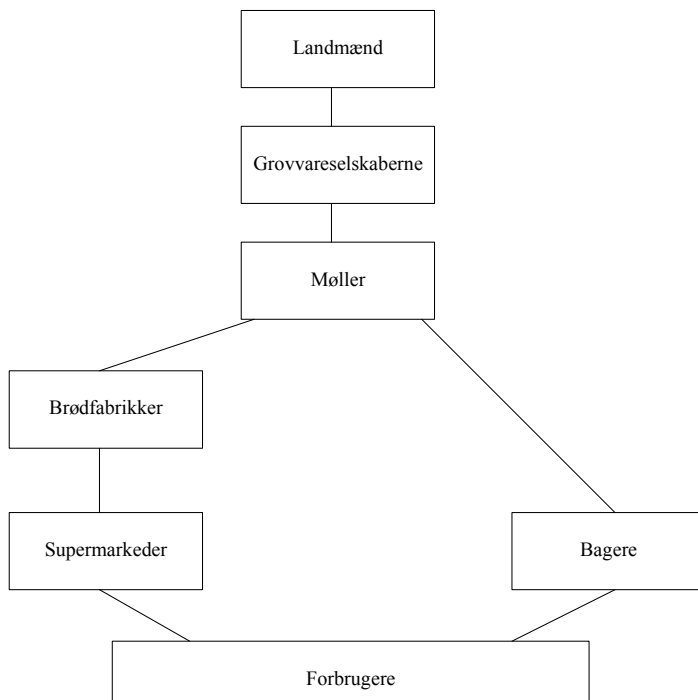 Landmænd
Grovvareselskaberne
Møller
Brødfabrikker
Supermarkeder
Bagere
Forbrugere